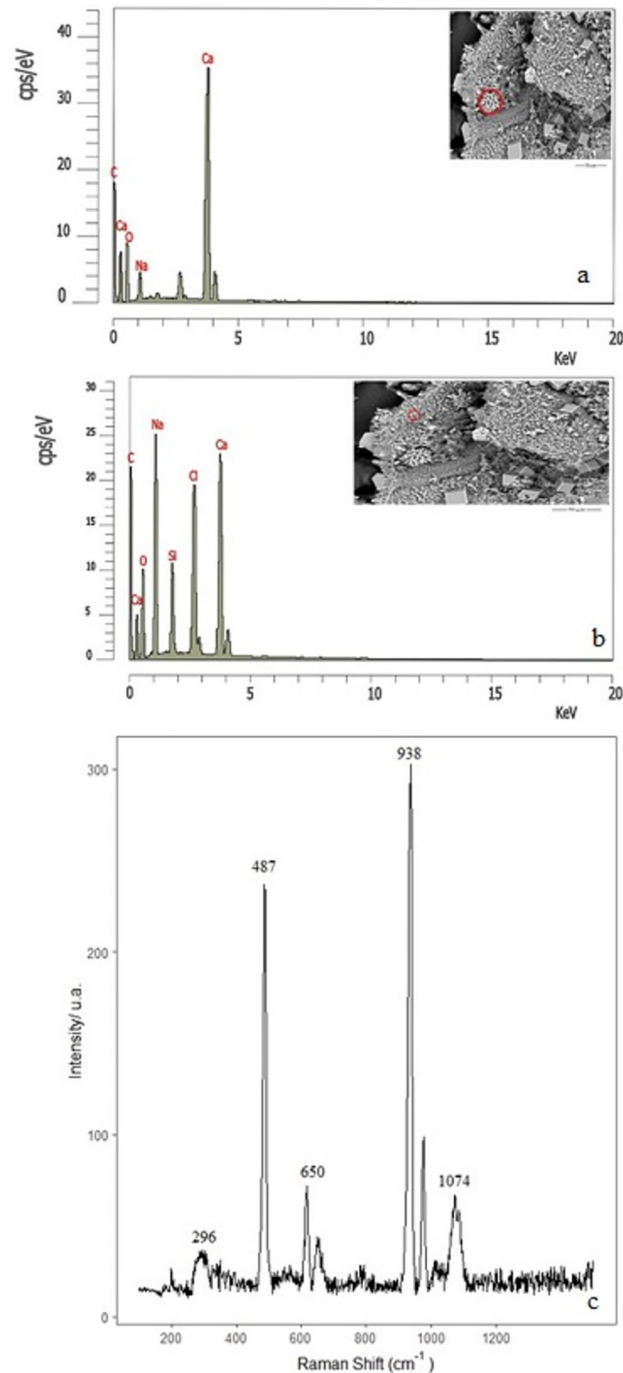 cps/eV
40
30
20
10
0
C
Ca
O
Na
Ca
0
5
10
15
20
KeV
a
cps/eV
30
25
20
15
10
5
0
C
Ca
O
Na
Si
Cl
Ca
0
5
10
15
20
KeV
b
Intensity/ u.a.
300
200
100
0
296
487
650
938
1074
200
400
600
800
1000
1200
Raman Shift (cm⁻¹)
c